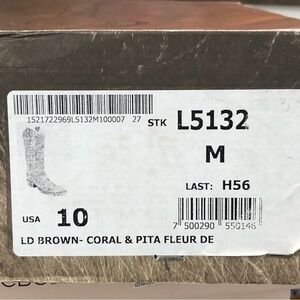 1521722969L5132M100007 27
STK L5132
M
LAST: H56
USA 10
7 500290 550146
LD BROWN- CORAL & PITA FLEUR DE